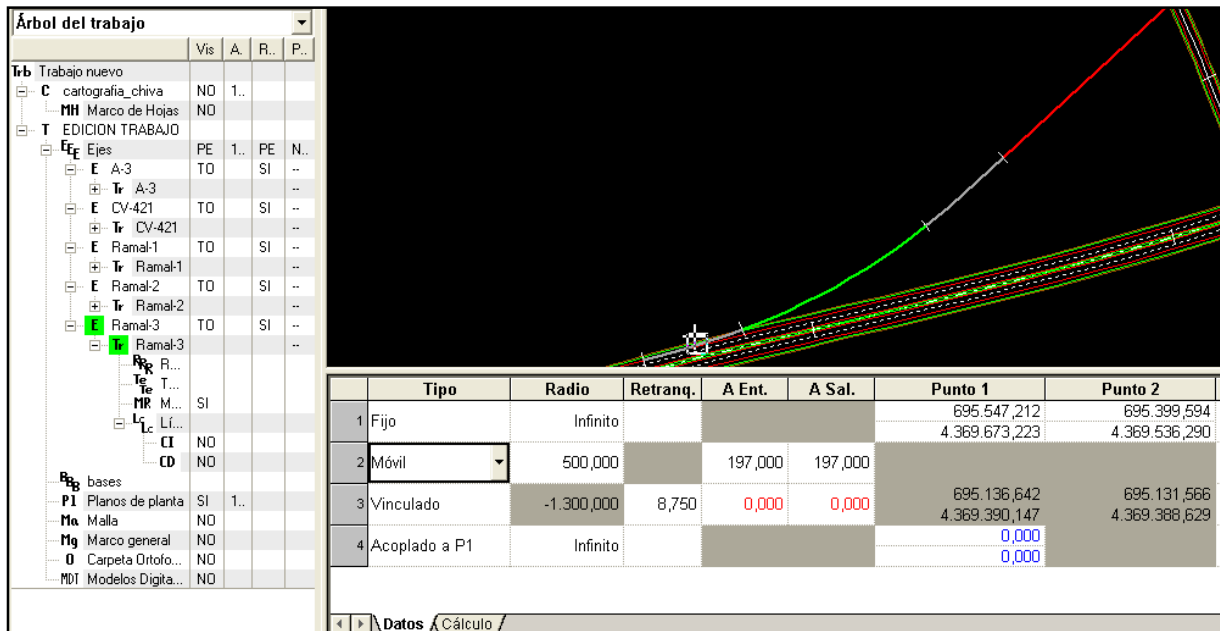 Árbol del trabajo
Vis A. R.. P..
Trb Trabajo nuevo
C cartografia_chiva NO 1..
MH Marco de Hojas NO
T EDICION TRABAJO
EEE Ejes PE 1.. PE N..
E A-3 TO SI --
Tr A-3 --
E CV-421 TO SI --
Tr CV-421 --
E Ramal-1 TO SI --
Tr Ramal-1 --
E Ramal-2 TO SI --
Tr Ramal-2 --
E Ramal-3 TO SI --
Tr Ramal-3 --
RRR R...
TeTe T...
MR M... SI
LcLc Lí...
CI NO
CD NO
BBB bases
Pl Planos de planta SI 1..
Ma Malla NO
Mg Marco general NO
O Carpeta Ortofo... NO
MDT Modelos Digita... NO
Tipo Radio Retranq. A Ent. A Sal. Punto 1 Punto 2
1 Fijo Infinito 695.547,212 695.399,594
4.369.673,223 4.369.536,290
2 Móvil 500,000 197,000 197,000
3 Vinculado -1.300,000 8,750 0,000 0,000 695.136,642 695.131,566
4.369.390,147 4.369.388,629
4 Acoplado a P1 Infinito 0,000
0,000
Datos Cálculo